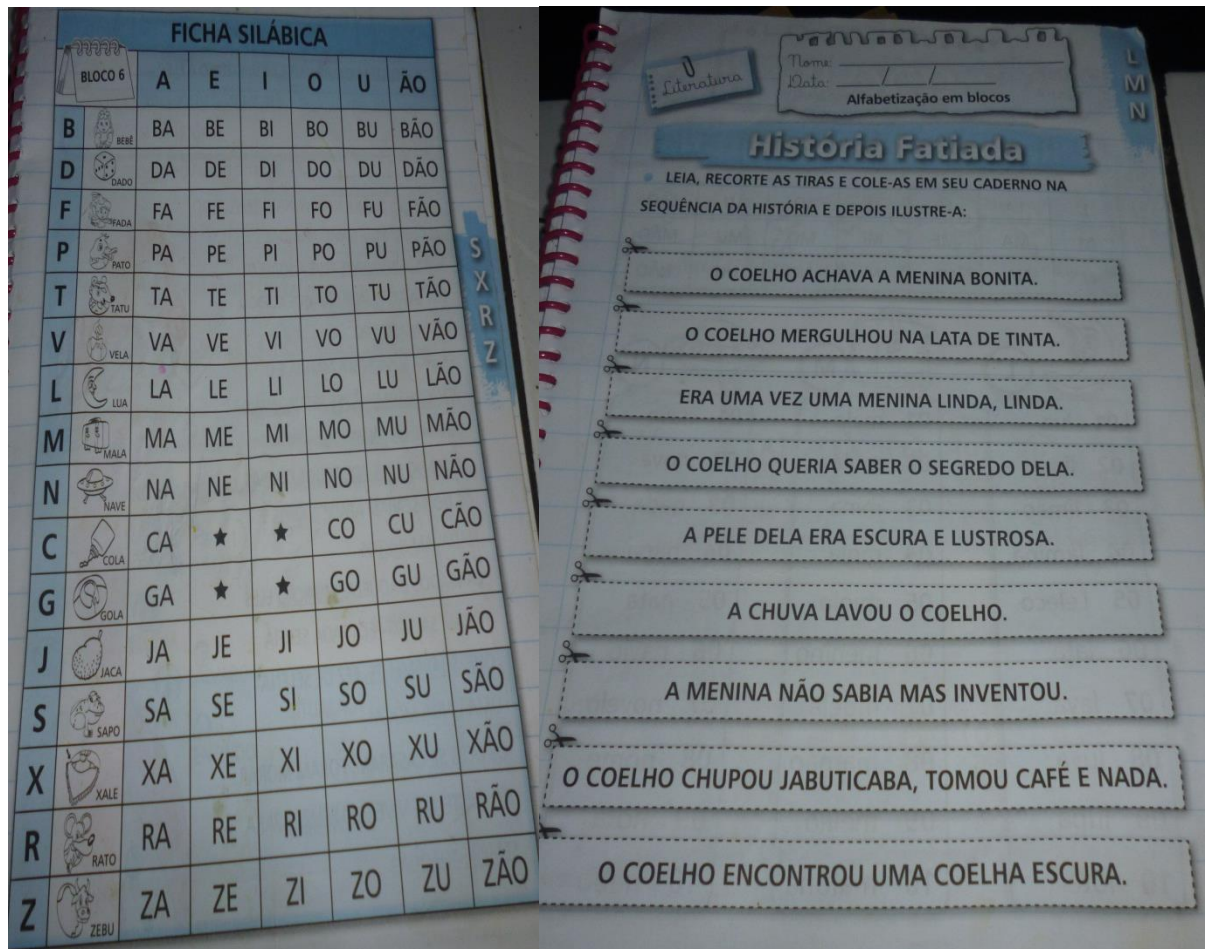 FICHA SILÁBICA
BLOCO 6 A E I O U ÃO
B BEBÊ BA BE BI BO BU BÃO
D DADO DA DE DI DO DU DÃO
F FADA FA FE FI FO FU FÃO
P PATO PA PE PI PO PU PÃO
T TATU TA TE TI TO TU TÃO
V VELA VA VE VI VO VU VÃO
L LUA LA LE LI LO LU LÃO
M MALA MA ME MI MO MU MÃO
N NAVE NA NE NI NO NU NÃO
C COLA CA ★ ★ CO CU CÃO
G GOLA GA ★ ★ GO GU GÃO
J JACA JA JE JI JO JU JÃO
S SAPO SA SE SI SO SU SÃO
X XALE XA XE XI XO XU XÃO
R RATO RA RE RI RO RU RÃO
Z ZEBU ZA ZE ZI ZO ZU ZÃO
S
X
R
Z
Literatura
Nome:
Data: / /
Alfabetização em blocos
L
M
N
História Fatiada
LEIA, RECORTE AS TIRAS E COLE-AS EM SEU CADERNO NA
SEQUÊNCIA DA HISTÓRIA E DEPOIS ILUSTRE-A:
O COELHO ACHAVA A MENINA BONITA.
O COELHO MERGULHOU NA LATA DE TINTA.
ERA UMA VEZ UMA MENINA LINDA, LINDA.
O COELHO QUERIA SABER O SEGREDO DELA.
A PELE DELA ERA ESCURA E LUSTROSA.
A CHUVA LAVOU O COELHO.
A MENINA NÃO SABIA MAS INVENTOU.
O COELHO CHUPOU JABUTICABA, TOMOU CAFÉ E NADA.
O COELHO ENCONTROU UMA COELHA ESCURA.